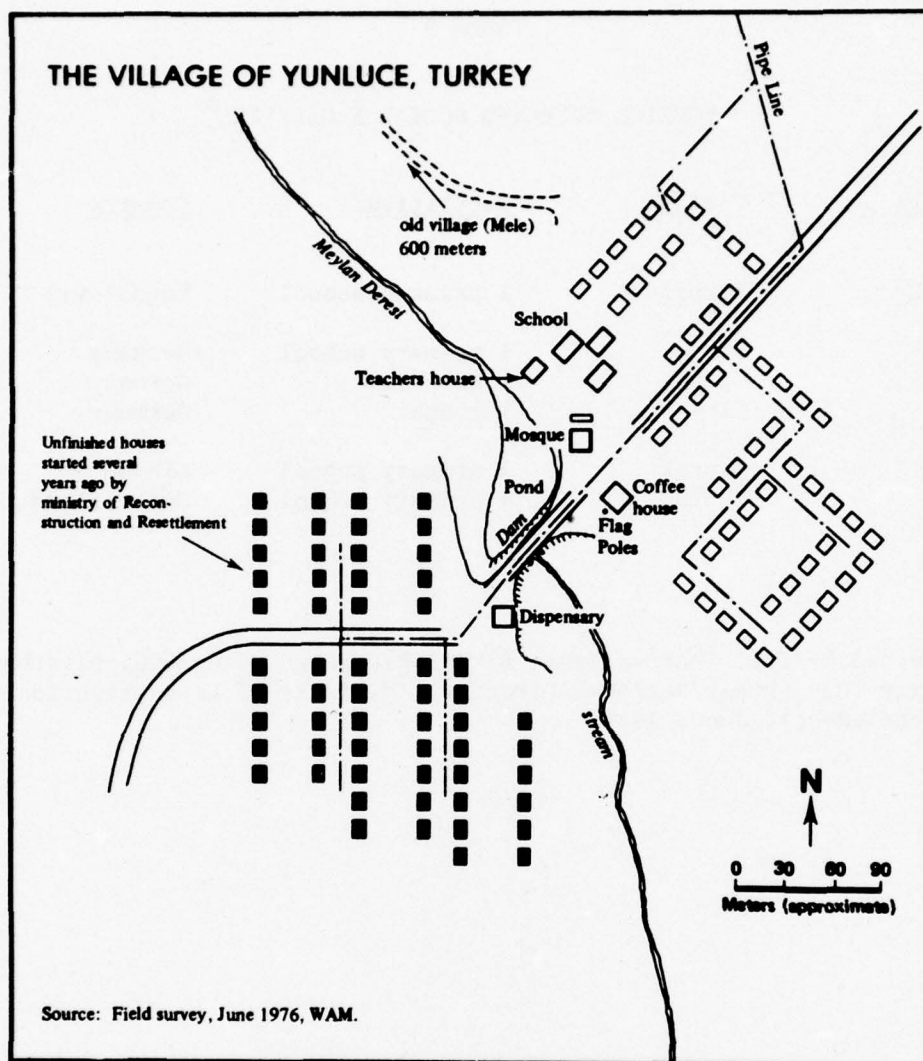 THE VILLAGE OF YUNLUCE, TURKEY
Pipe Line
old village (Mele)
600 meters
Meylan Deresi
School
Teachers house
Mosque
Unfinished houses
started several
years ago by
ministry of Recon-
struction and Resettlement
Pond
Coffee
house
Dam
Flag
Poles
Dispensary
stream
N
0 30 60 90
Meters (approximate)
Source: Field survey, June 1976, WAM.